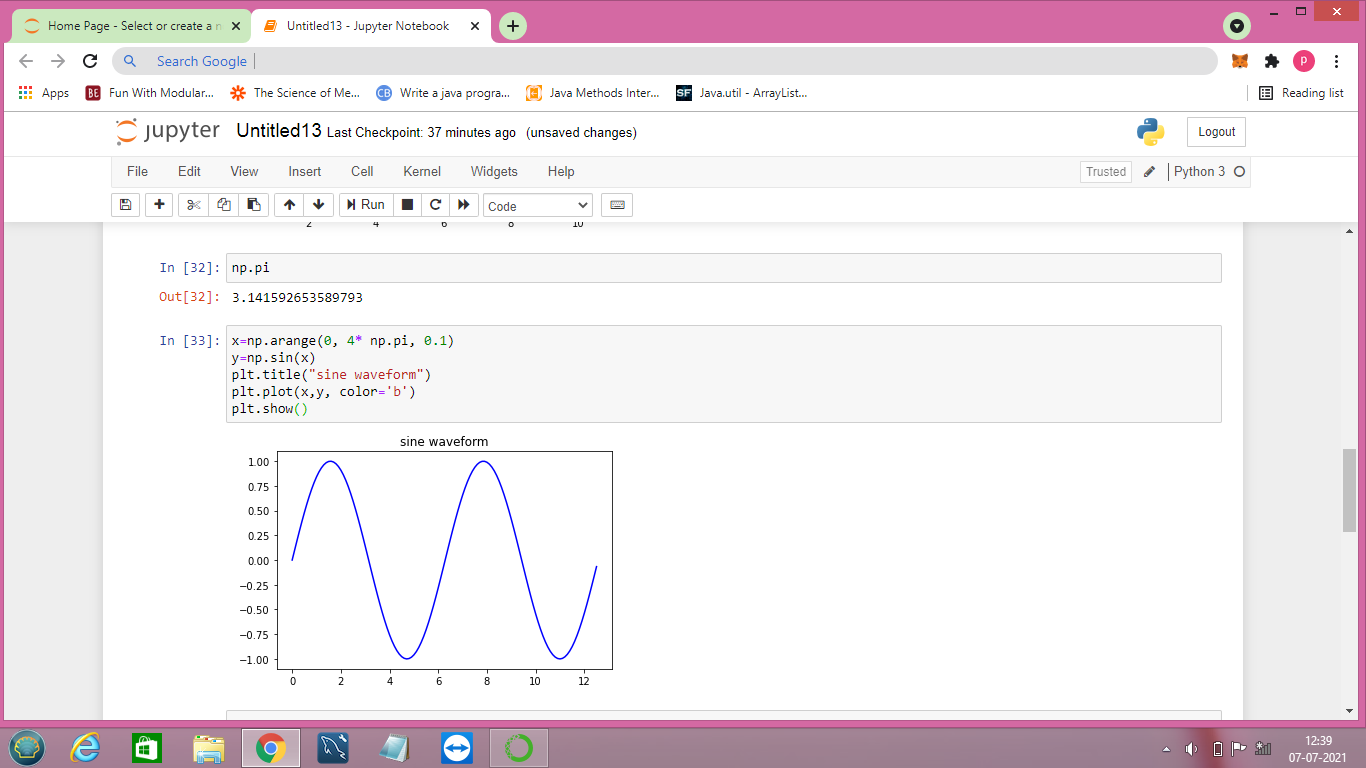 Home Page - Select or create a n
Untitled13 - Jupyter Notebook
Search Google
P
Apps
BE
Fun With Modular...
The Science of Me...
CB
Write a java progra...
Java Methods Inter...
SF
Java.util - ArrayList...
Reading list
jupyter
Untitled13 Last Checkpoint: 37 minutes ago (unsaved changes)
Logout
File Edit View Insert Cell Kernel Widgets Help
Trusted
Python 3
Run
Code
2 4 6 8 10
In [32]: np.pi
Out[32]: 3.141592653589793
In [33]: x=np.arange(0, 4* np.pi, 0.1)
y=np.sin(x)
plt.title("sine waveform")
plt.plot(x,y, color='b')
plt.show()
sine waveform
1.00
0.75
0.50
0.25
0.00
−0.25
−0.50
−0.75
−1.00
0 2 4 6 8 10 12
12:39
07-07-2021